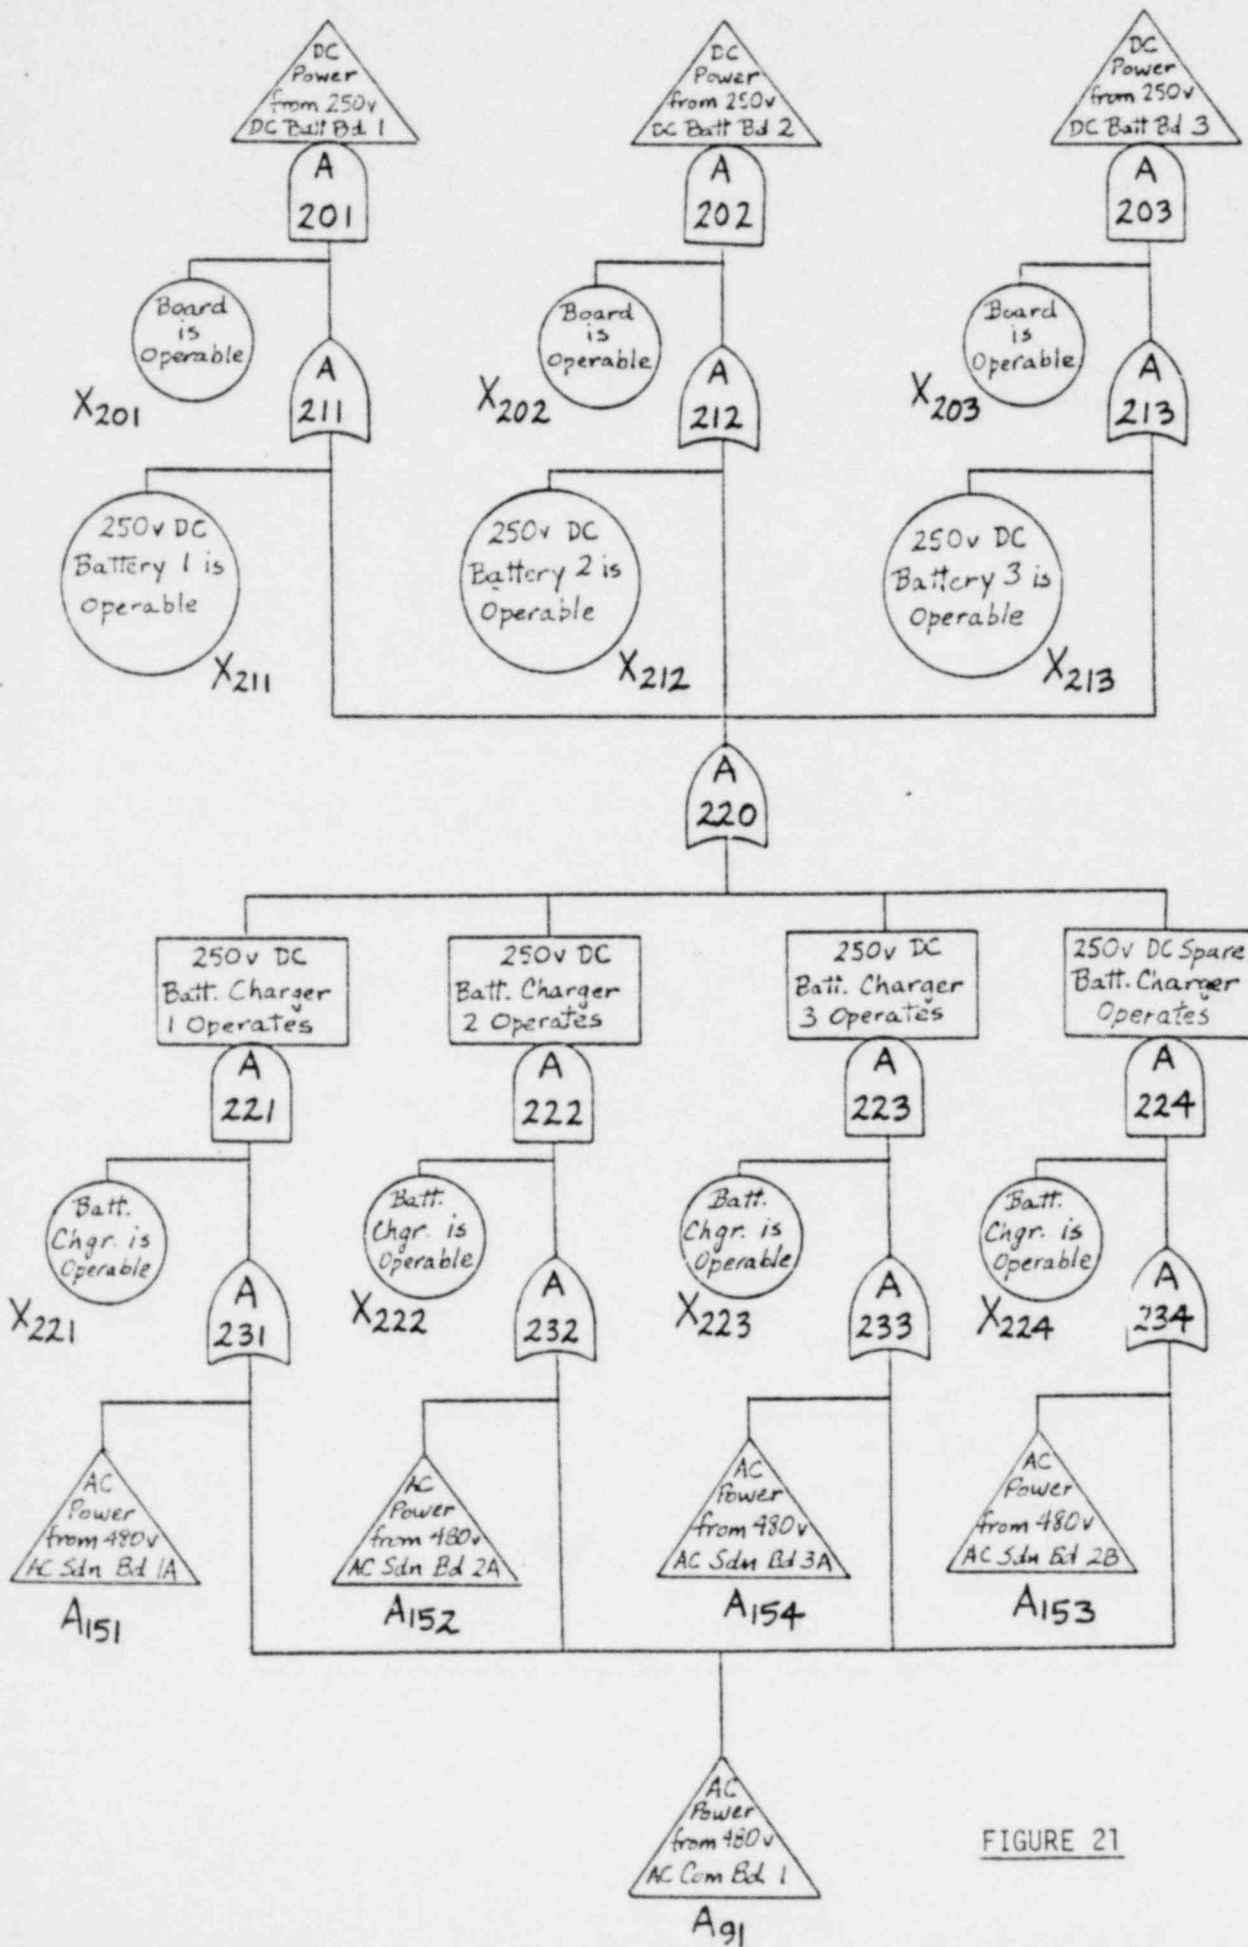 DC
Power
from 250v
DC Batt Bd 1
A
201
DC
Power
from 250v
DC Batt Bd 2
A
202
DC
Power
from 250v
DC Batt Bd 3
A
203
Board
is
Operable
X201
A
211
Board
is
Operable
X202
A
212
Board
is
Operable
X203
A
213
250v DC
Battery 1 is
Operable
X211
250v DC
Battery 2 is
Operable
X212
250v DC
Battery 3 is
Operable
X213
A
220
250v DC
Batt. Charger
1 Operates
A
221
250v DC
Batt. Charger
2 Operates
A
222
250v DC
Batt. Charger
3 Operates
A
223
250v DC Spare
Batt. Charger
Operates
A
224
Batt.
Chgr. is
Operable
X221
A
231
Batt.
Chgr. is
Operable
X222
A
232
Batt.
Chgr. is
Operable
X223
A
233
Batt.
Chgr. is
Operable
X224
A
234
AC
Power
from 480v
AC Sdn Bd 1A
A151
AC
Power
from 480v
AC Sdn Bd 2A
A152
AC
Power
from 480v
AC Sdn Bd 3A
A154
AC
Power
from 480v
AC Sdn Bd 2B
A153
AC
Power
from 480v
AC Com Bd 1
A91
FIGURE 21